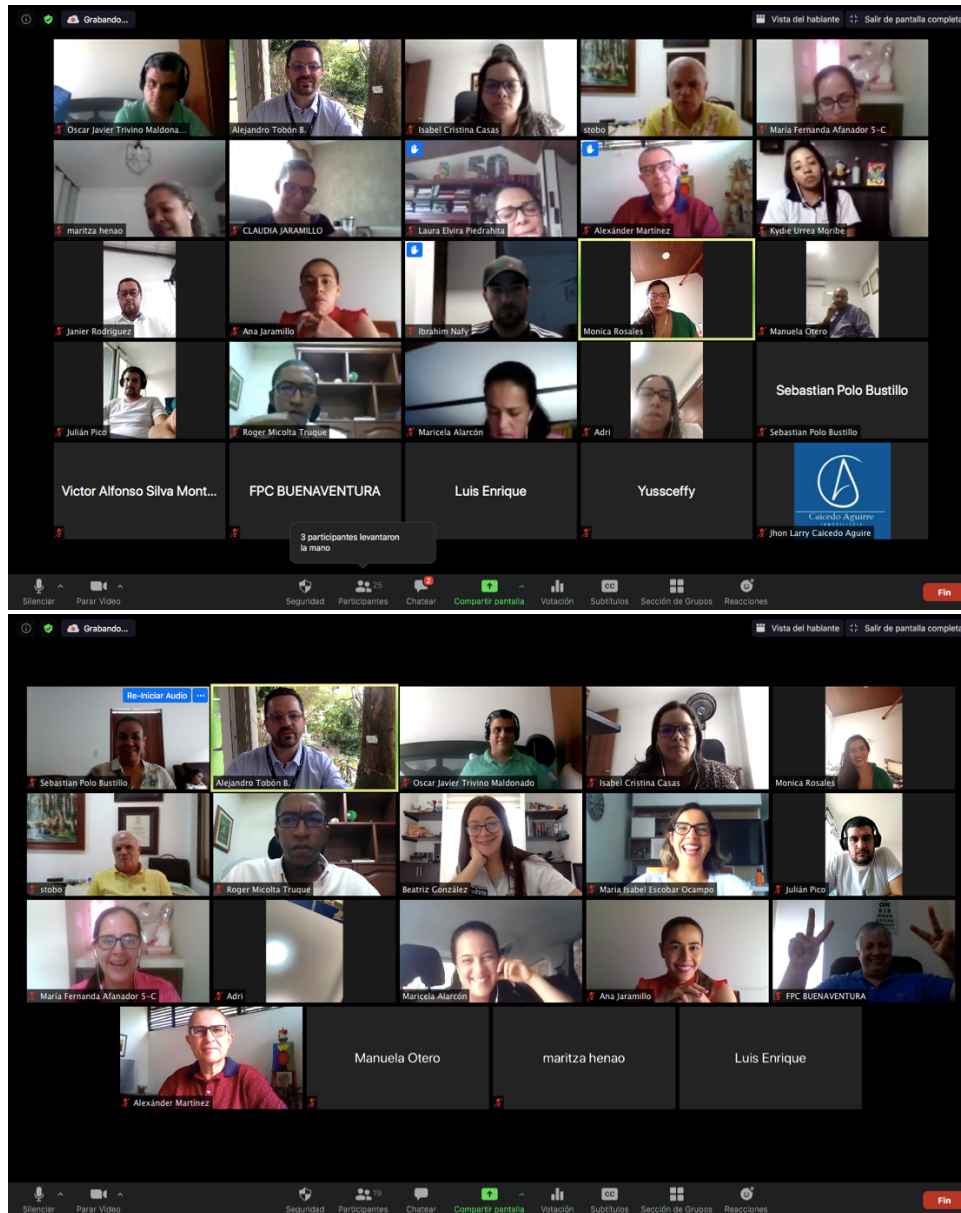 Grabando...
Vista del hablante
Salir de pantalla completa
Oscar Javier Trivino Maldona...
Alejandro Tobón B.
Isabel Cristina Casas
stobo
María Fernanda Afanador 5-C
maritza henao
CLAUDIA JARAMILLO
Laura Elvira Piedrahita
Alexánder Martínez
Kydie Urrea Moribe
Janier Rodriguez
Ana Jaramillo
Ibrahim Nafy
Monica Rosales
Manuela Otero
Julián Pico
Roger Micolta Truque
Maricela Alarcón
Adri
Sebastian Polo Bustillo
Sebastian Polo Bustillo
Victor Alfonso Silva Mont...
FPC BUENAVENTURA
Luis Enrique
Yussceffy
Caicedo Aguirre
INMOBILIARIA
Jhon Larry Caicedo Aguire
3 participantes levantaron
la mano
Silenciar
Parar Video
Seguridad
Participantes
25
Chatear
2
Compartir pantalla
Votación
CC
Subtítulos
Sección de Grupos
Reacciones
Fin
Grabando...
Vista del hablante
Salir de pantalla completa
Re-Iniciar Audio
Sebastian Polo Bustillo
Alejandro Tobón B.
Oscar Javier Trivino Maldonado
Isabel Cristina Casas
Monica Rosales
stobo
Roger Micolta Truque
Beatriz González
Maria Isabel Escobar Ocampo
Julián Pico
María Fernanda Afanador 5-C
Adri
Maricela Alarcón
Ana Jaramillo
FPC BUENAVENTURA
Alexánder Martínez
Manuela Otero
maritza henao
Luis Enrique
Silenciar
Parar Video
Seguridad
Participantes
19
Chatear
Compartir pantalla
Votación
CC
Subtítulos
Sección de Grupos
Reacciones
Fin